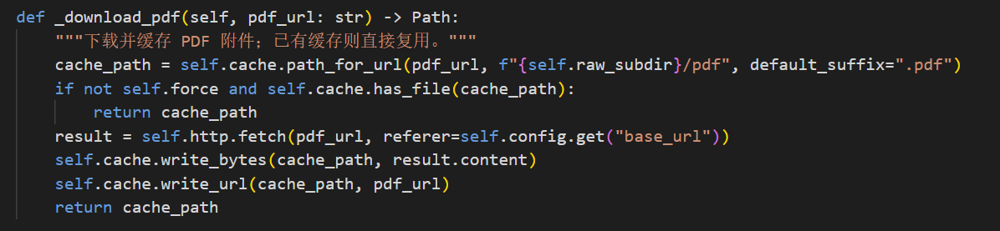 def _download_pdf(self, pdf_url: str) -> Path:
    """下载并缓存 PDF 附件；已有缓存则直接复用。"""
    cache_path = self.cache.path_for_url(pdf_url, f"{self.raw_subdir}/pdf", default_suffix=".pdf")
    if not self.force and self.cache.has_file(cache_path):
        return cache_path
    result = self.http.fetch(pdf_url, referer=self.config.get("base_url"))
    self.cache.write_bytes(cache_path, result.content)
    self.cache.write_url(cache_path, pdf_url)
    return cache_path